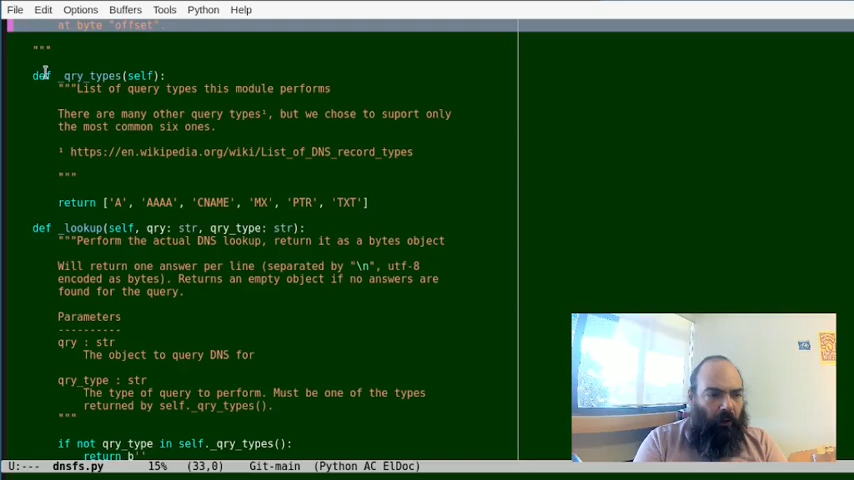 File Edit Options Buffers Tools Python Help
at byte "offset".
"""
def _qry_types(self):
"""List of query types this module performs
There are many other query types¹, but we chose to suport only
the most common six ones.
¹ https://en.wikipedia.org/wiki/List_of_DNS_record_types
"""
return ['A', 'AAAA', 'CNAME', 'MX', 'PTR', 'TXT']
def _lookup(self, qry: str, qry_type: str):
"""Perform the actual DNS lookup, return it as a bytes object
Will return one answer per line (separated by "\n", utf-8
encoded as bytes). Returns an empty object if no answers are
found for the query.
Parameters
----------
qry : str
The object to query DNS for
qry_type : str
The type of query to perform. Must be one of the types
returned by self._qry_types().
"""
if not qry_type in self._qry_types():
return b''
U:--- dnsfs.py 15% (33,0) Git-main (Python AC ElDoc)